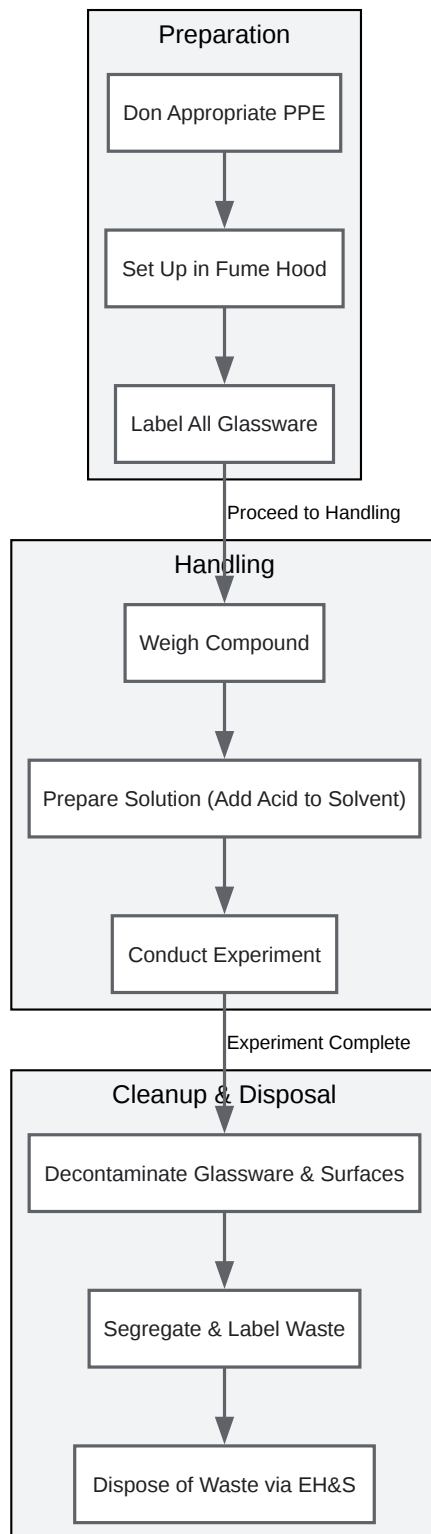 Preparation
Don Appropriate PPE
Set Up in Fume Hood
Label All Glassware
Proceed to Handling
Handling
Weigh Compound
Prepare Solution (Add Acid to Solvent)
Conduct Experiment
Experiment Complete
Cleanup & Disposal
Decontaminate Glassware & Surfaces
Segregate & Label Waste
Dispose of Waste via EH&S